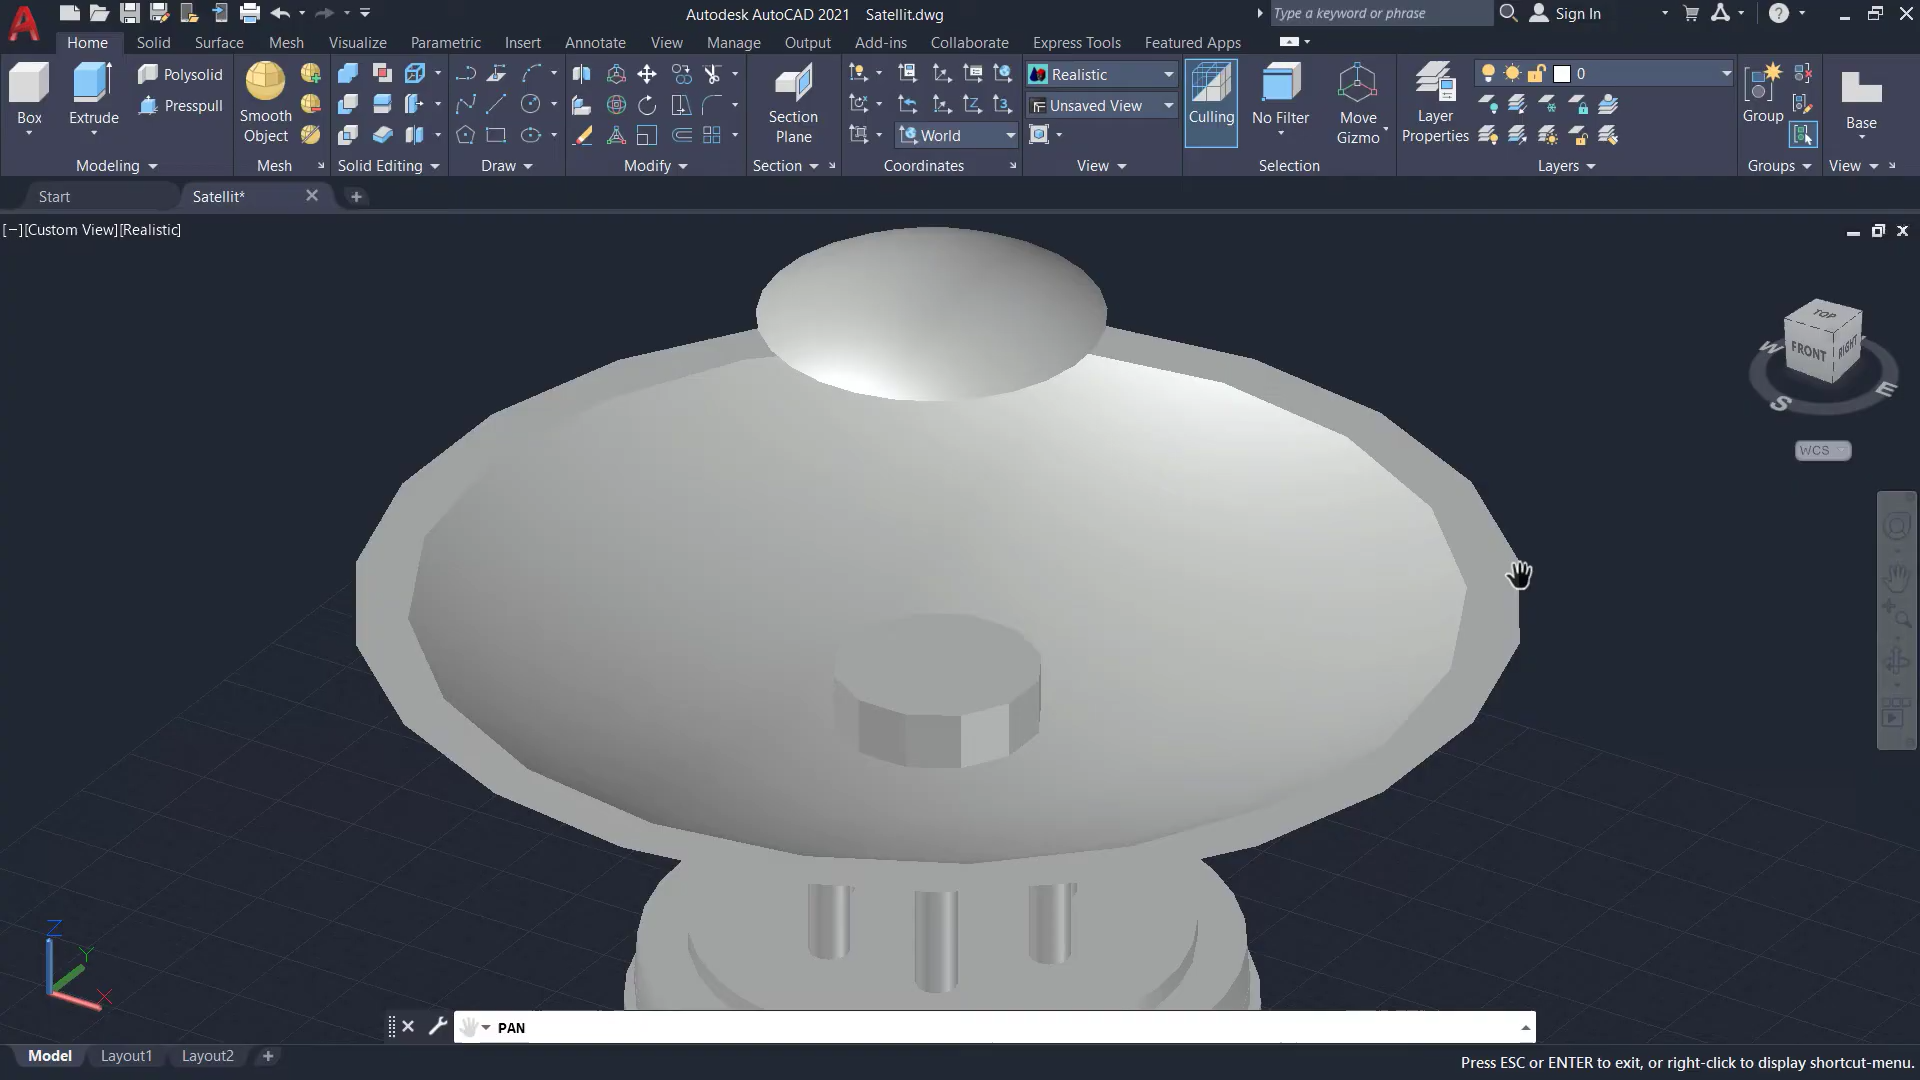 Autodesk AutoCAD 2021 Satellit.dwg
Type a keyword or phrase
Sign In
Home Solid Surface Mesh Visualize Parametric Insert Annotate View Manage Output Add-ins Collaborate Express Tools Featured Apps
Box
Extrude
Polysolid
Presspull
Modeling
Smooth
Object
Mesh
Solid Editing
Draw
Modify
Section
Plane
Section
World
Coordinates
Realistic
Unsaved View
View
Culling
No Filter
Move
Gizmo
Selection
Layer
Properties
0
Layers
Group
Groups
Base
View
Start
Satellit*
[−][Custom View][Realistic]
TOP
FRONT
RIGHT
W
S
E
WCS
Z
Y
X
PAN
Model Layout1 Layout2
Press ESC or ENTER to exit, or right-click to display shortcut-menu.